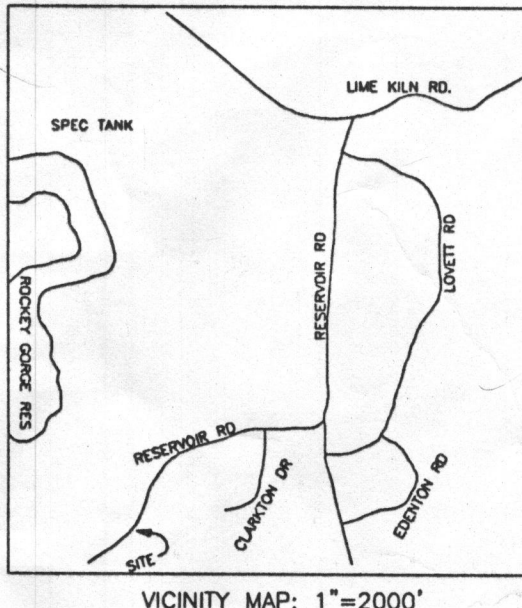 LIME KILN RD.
SPEC TANK
RESERVOIR RD
LOVETT RD
ROCKEY GORGE RES
RESERVOIR RD
CLARKTON DR
EDENTON RD
SITE
VICINITY MAP: 1"=2000'